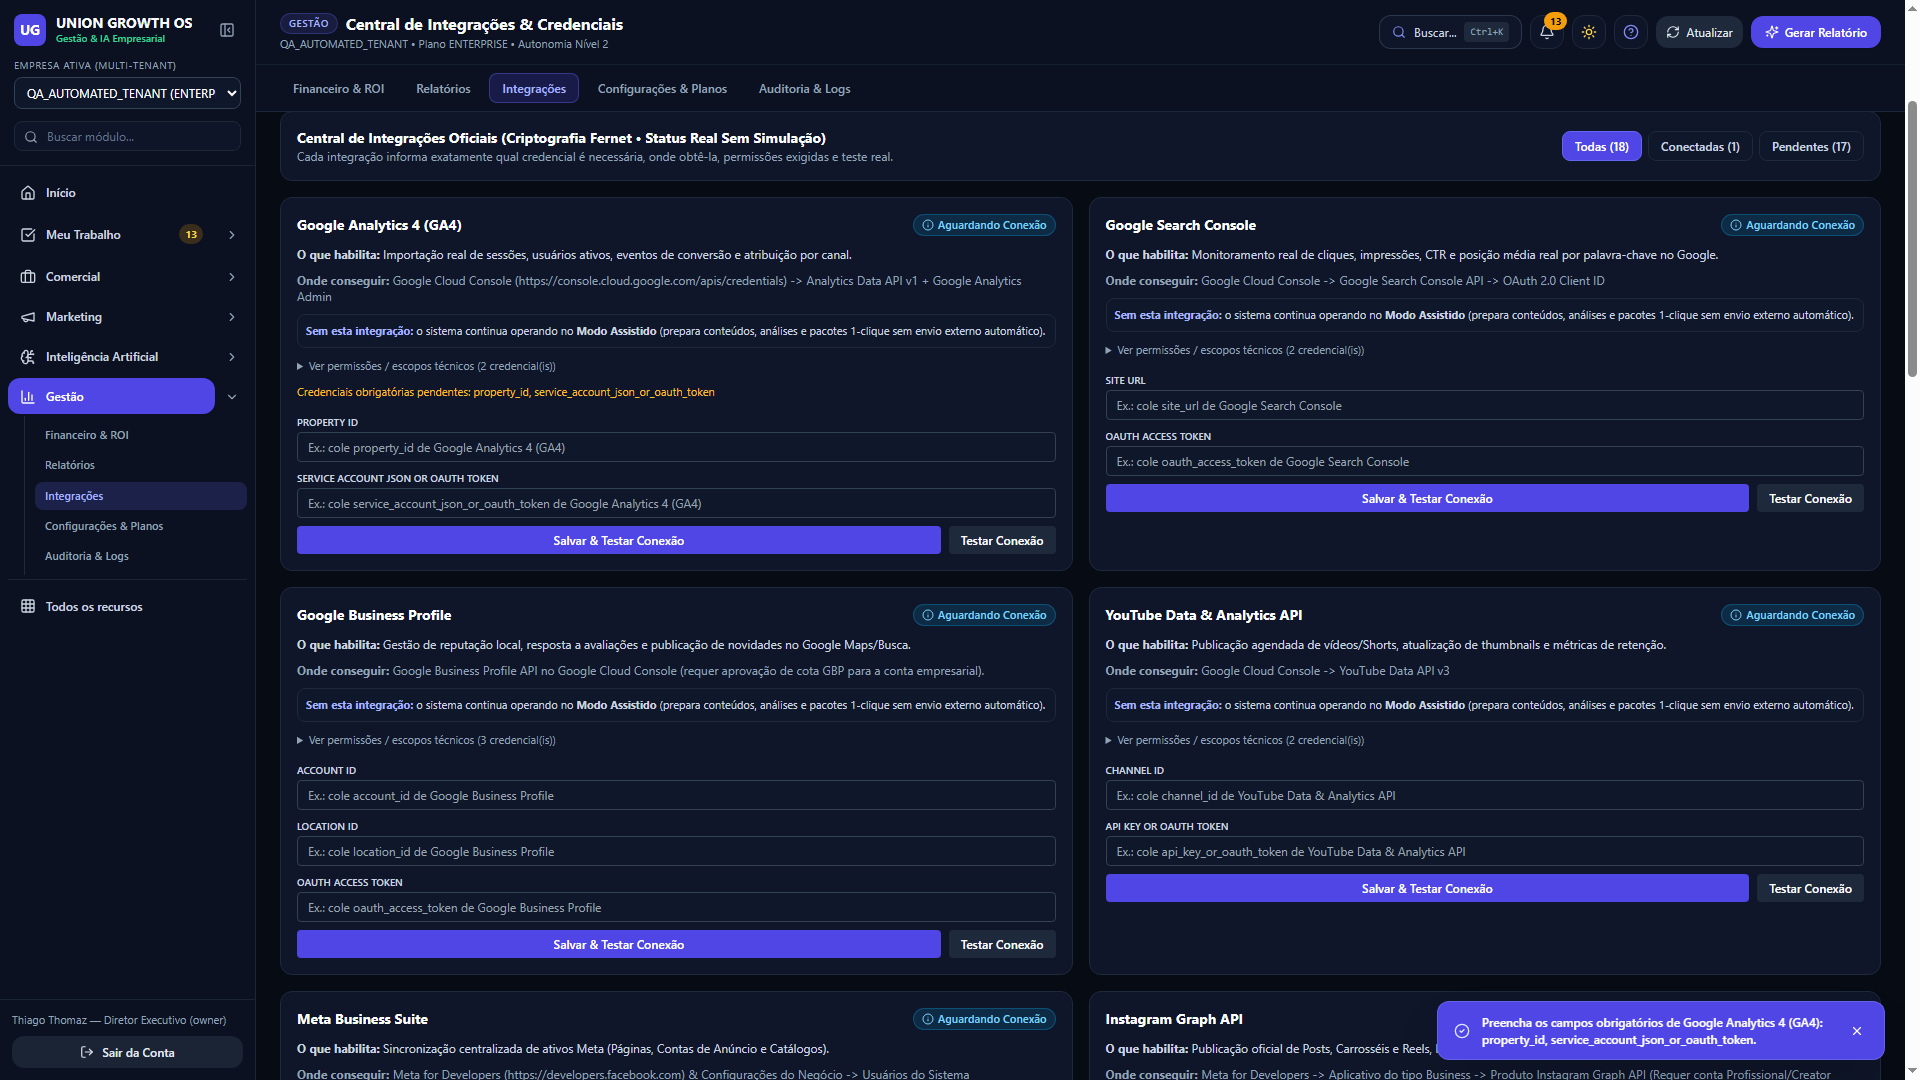 UG
UNION GROWTH OS
Gestão & IA Empresarial
EMPRESA ATIVA (MULTI-TENANT)
QA_AUTOMATED_TENANT (ENTERP
Buscar módulo...
Início
Meu Trabalho
13
Comercial
Marketing
Inteligência Artificial
Gestão
Financeiro & ROI
Relatórios
Integrações
Configurações & Planos
Auditoria & Logs
Todos os recursos
Thiago Thomaz — Diretor Executivo (owner)
Sair da Conta
GESTÃO
Central de Integrações & Credenciais
QA_AUTOMATED_TENANT • Plano ENTERPRISE • Autonomia Nível 2
Buscar...
Ctrl+K
13
Atualizar
Gerar Relatório
Financeiro & ROI
Relatórios
Integrações
Configurações & Planos
Auditoria & Logs
Central de Integrações Oficiais (Criptografia Fernet • Status Real Sem Simulação)
Cada integração informa exatamente qual credencial é necessária, onde obtê-la, permissões exigidas e teste real.
Todas (18)
Conectadas (1)
Pendentes (17)
Google Analytics 4 (GA4)
Aguardando Conexão
O que habilita: Importação real de sessões, usuários ativos, eventos de conversão e atribuição por canal.
Onde conseguir: Google Cloud Console (https://console.cloud.google.com/apis/credentials) -> Analytics Data API v1 + Google Analytics
Admin
Sem esta integração: o sistema continua operando no Modo Assistido (prepara conteúdos, análises e pacotes 1-clique sem envio externo automático).
Ver permissões / escopos técnicos (2 credencial(is))
Credenciais obrigatórias pendentes: property_id, service_account_json_or_oauth_token
PROPERTY ID
Ex.: cole property_id de Google Analytics 4 (GA4)
SERVICE ACCOUNT JSON OR OAUTH TOKEN
Ex.: cole service_account_json_or_oauth_token de Google Analytics 4 (GA4)
Salvar & Testar Conexão
Testar Conexão
Google Search Console
Aguardando Conexão
O que habilita: Monitoramento real de cliques, impressões, CTR e posição média real por palavra-chave no Google.
Onde conseguir: Google Cloud Console -> Google Search Console API -> OAuth 2.0 Client ID
Sem esta integração: o sistema continua operando no Modo Assistido (prepara conteúdos, análises e pacotes 1-clique sem envio externo automático).
Ver permissões / escopos técnicos (2 credencial(is))
SITE URL
Ex.: cole site_url de Google Search Console
OAUTH ACCESS TOKEN
Ex.: cole oauth_access_token de Google Search Console
Salvar & Testar Conexão
Testar Conexão
Google Business Profile
Aguardando Conexão
O que habilita: Gestão de reputação local, resposta a avaliações e publicação de novidades no Google Maps/Busca.
Onde conseguir: Google Business Profile API no Google Cloud Console (requer aprovação de cota GBP para a conta empresarial).
Sem esta integração: o sistema continua operando no Modo Assistido (prepara conteúdos, análises e pacotes 1-clique sem envio externo automático).
Ver permissões / escopos técnicos (3 credencial(is))
ACCOUNT ID
Ex.: cole account_id de Google Business Profile
LOCATION ID
Ex.: cole location_id de Google Business Profile
OAUTH ACCESS TOKEN
Ex.: cole oauth_access_token de Google Business Profile
Salvar & Testar Conexão
Testar Conexão
YouTube Data & Analytics API
Aguardando Conexão
O que habilita: Publicação agendada de vídeos/Shorts, atualização de thumbnails e métricas de retenção.
Onde conseguir: Google Cloud Console -> YouTube Data API v3
Sem esta integração: o sistema continua operando no Modo Assistido (prepara conteúdos, análises e pacotes 1-clique sem envio externo automático).
Ver permissões / escopos técnicos (2 credencial(is))
CHANNEL ID
Ex.: cole channel_id de YouTube Data & Analytics API
API KEY OR OAUTH TOKEN
Ex.: cole api_key_or_oauth_token de YouTube Data & Analytics API
Salvar & Testar Conexão
Testar Conexão
Meta Business Suite
Aguardando Conexão
O que habilita: Sincronização centralizada de ativos Meta (Páginas, Contas de Anúncio e Catálogos).
Onde conseguir: Meta for Developers (https://developers.facebook.com) & Configurações do Negócio -> Usuários do Sistema
Instagram Graph API
O que habilita: Publicação oficial de Posts, Carrosséis e Reels,
Onde conseguir: Meta for Developers -> Aplicativo do tipo Business -> Produto Instagram Graph API (Requer conta Profissional/Creator
Preencha os campos obrigatórios de Google Analytics 4 (GA4):
property_id, service_account_json_or_oauth_token.